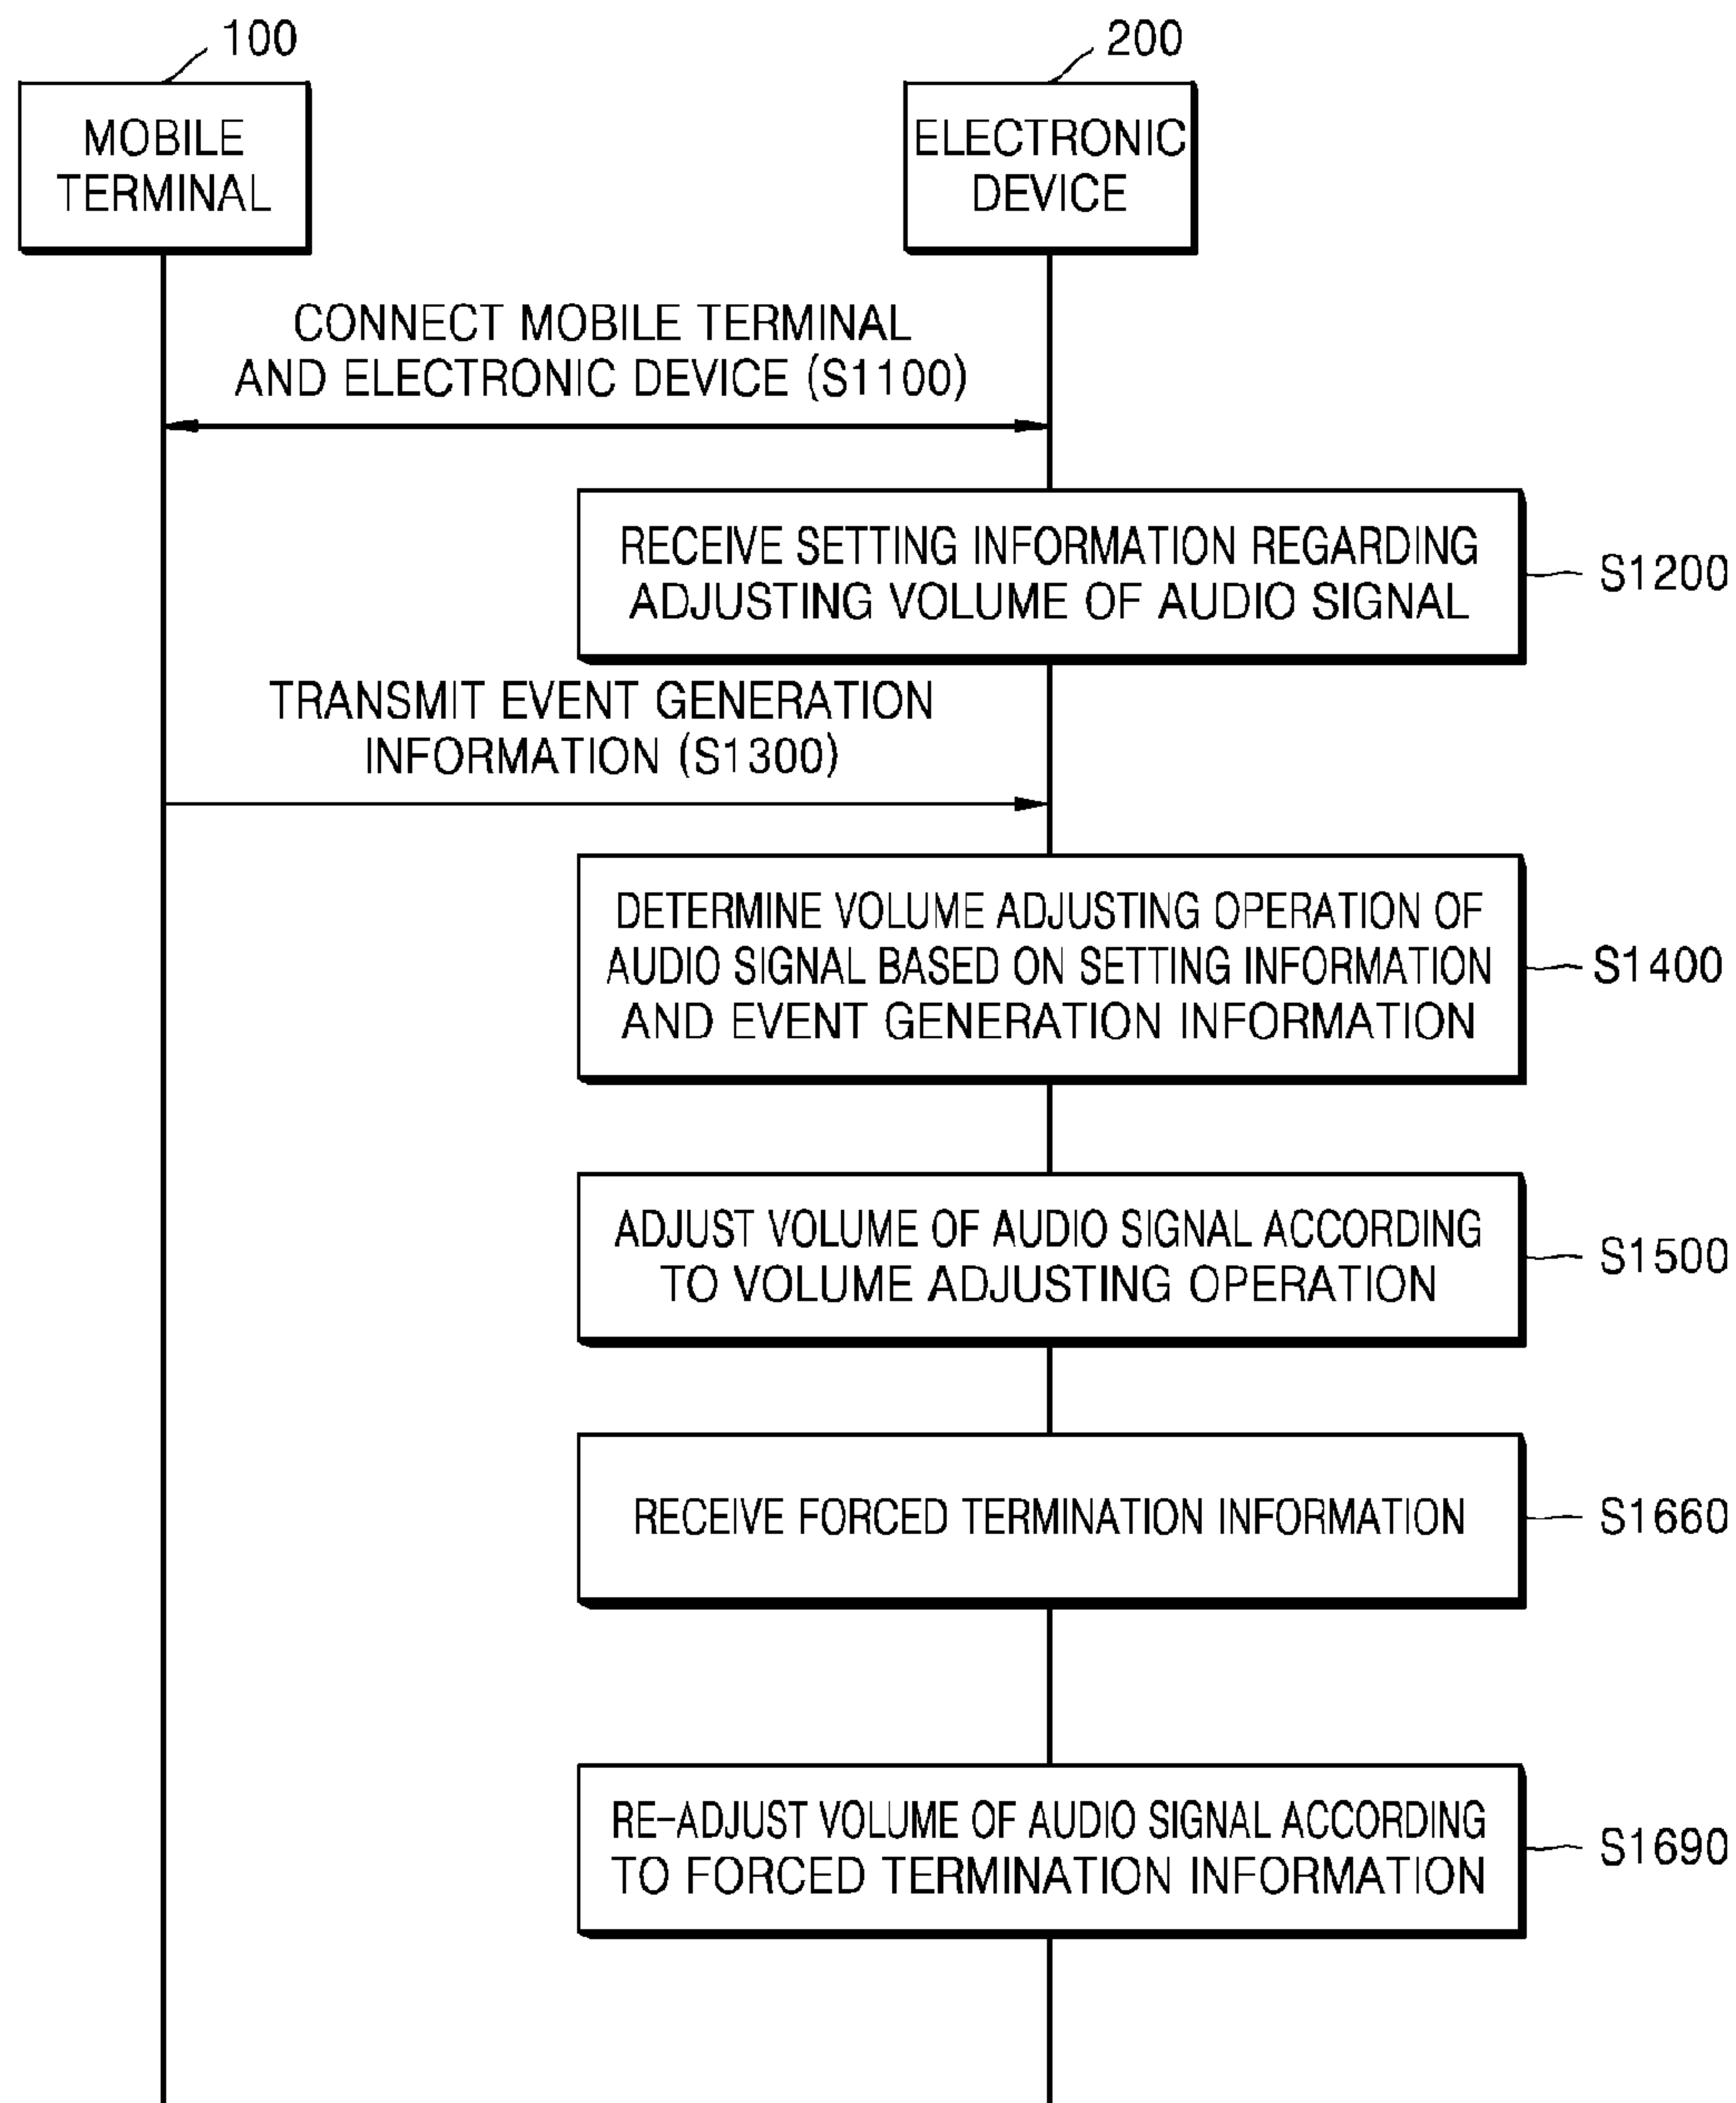 100
200
MOBILE
TERMINAL
ELECTRONIC
DEVICE
CONNECT MOBILE TERMINAL
AND ELECTRONIC DEVICE (S1100)
RECEIVE SETTING INFORMATION REGARDING
ADJUSTING VOLUME OF AUDIO SIGNAL
S1200
TRANSMIT EVENT GENERATION
INFORMATION (S1300)
DETERMINE VOLUME ADJUSTING OPERATION OF
AUDIO SIGNAL BASED ON SETTING INFORMATION
AND EVENT GENERATION INFORMATION
S1400
ADJUST VOLUME OF AUDIO SIGNAL ACCORDING
TO VOLUME ADJUSTING OPERATION
S1500
RECEIVE FORCED TERMINATION INFORMATION
S1660
RE-ADJUST VOLUME OF AUDIO SIGNAL ACCORDING
TO FORCED TERMINATION INFORMATION
S1690